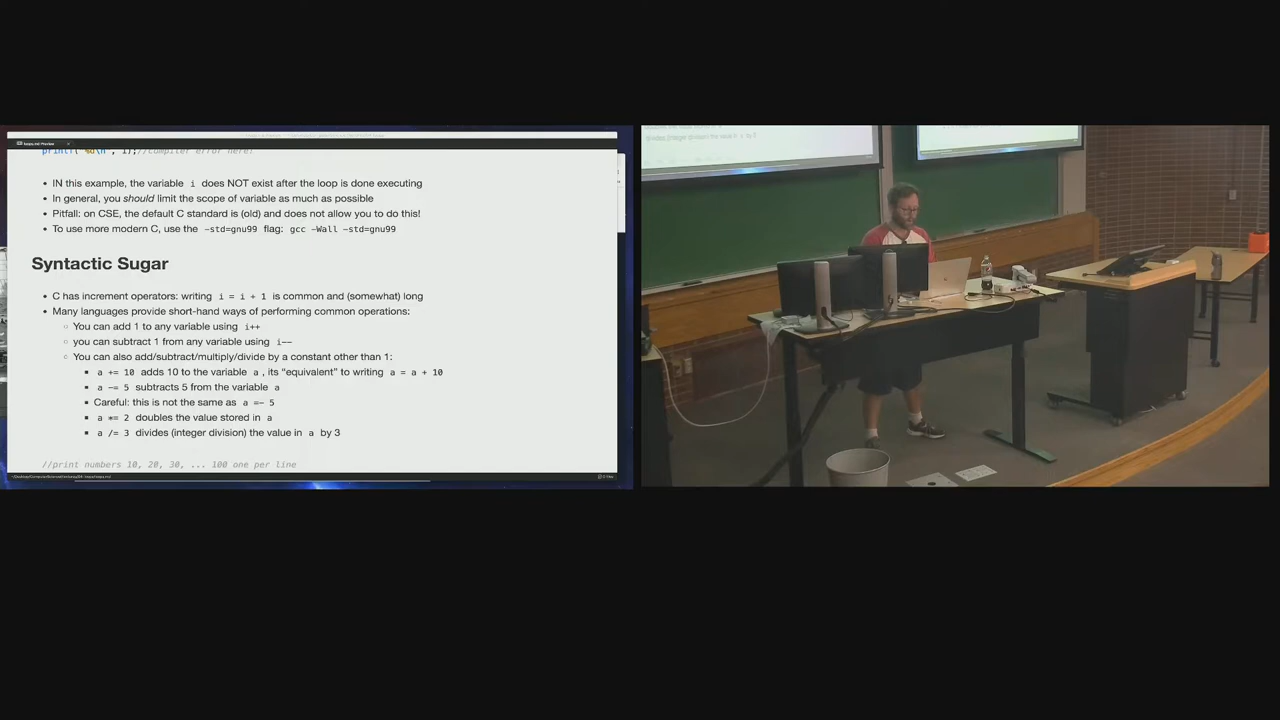 printf("%d\n", i);//compiler error here!
• IN this example, the variable i does NOT exist after the loop is done executing
• In general, you should limit the scope of variable as much as possible
• Pitfall: on CSE, the default C standard is (old) and does not allow you to do this!
• To use more modern C, use the -std=gnu99 flag: gcc -Wall -std=gnu99
Syntactic Sugar
• C has increment operators: writing i = i + 1 is common and (somewhat) long
• Many languages provide short-hand ways of performing common operations:
○ You can add 1 to any variable using i++
○ you can subtract 1 from any variable using i--
○ You can also add/subtract/multiply/divide by a constant other than 1:
▪ a += 10 adds 10 to the variable a , its “equivalent” to writing a = a + 10
▪ a -= 5 subtracts 5 from the variable a
▪ Careful: this is not the same as a =- 5
▪ a *= 2 doubles the value stored in a
▪ a /= 3 divides (integer division) the value in a by 3
//print numbers 10, 20, 30, ... 100 one per line